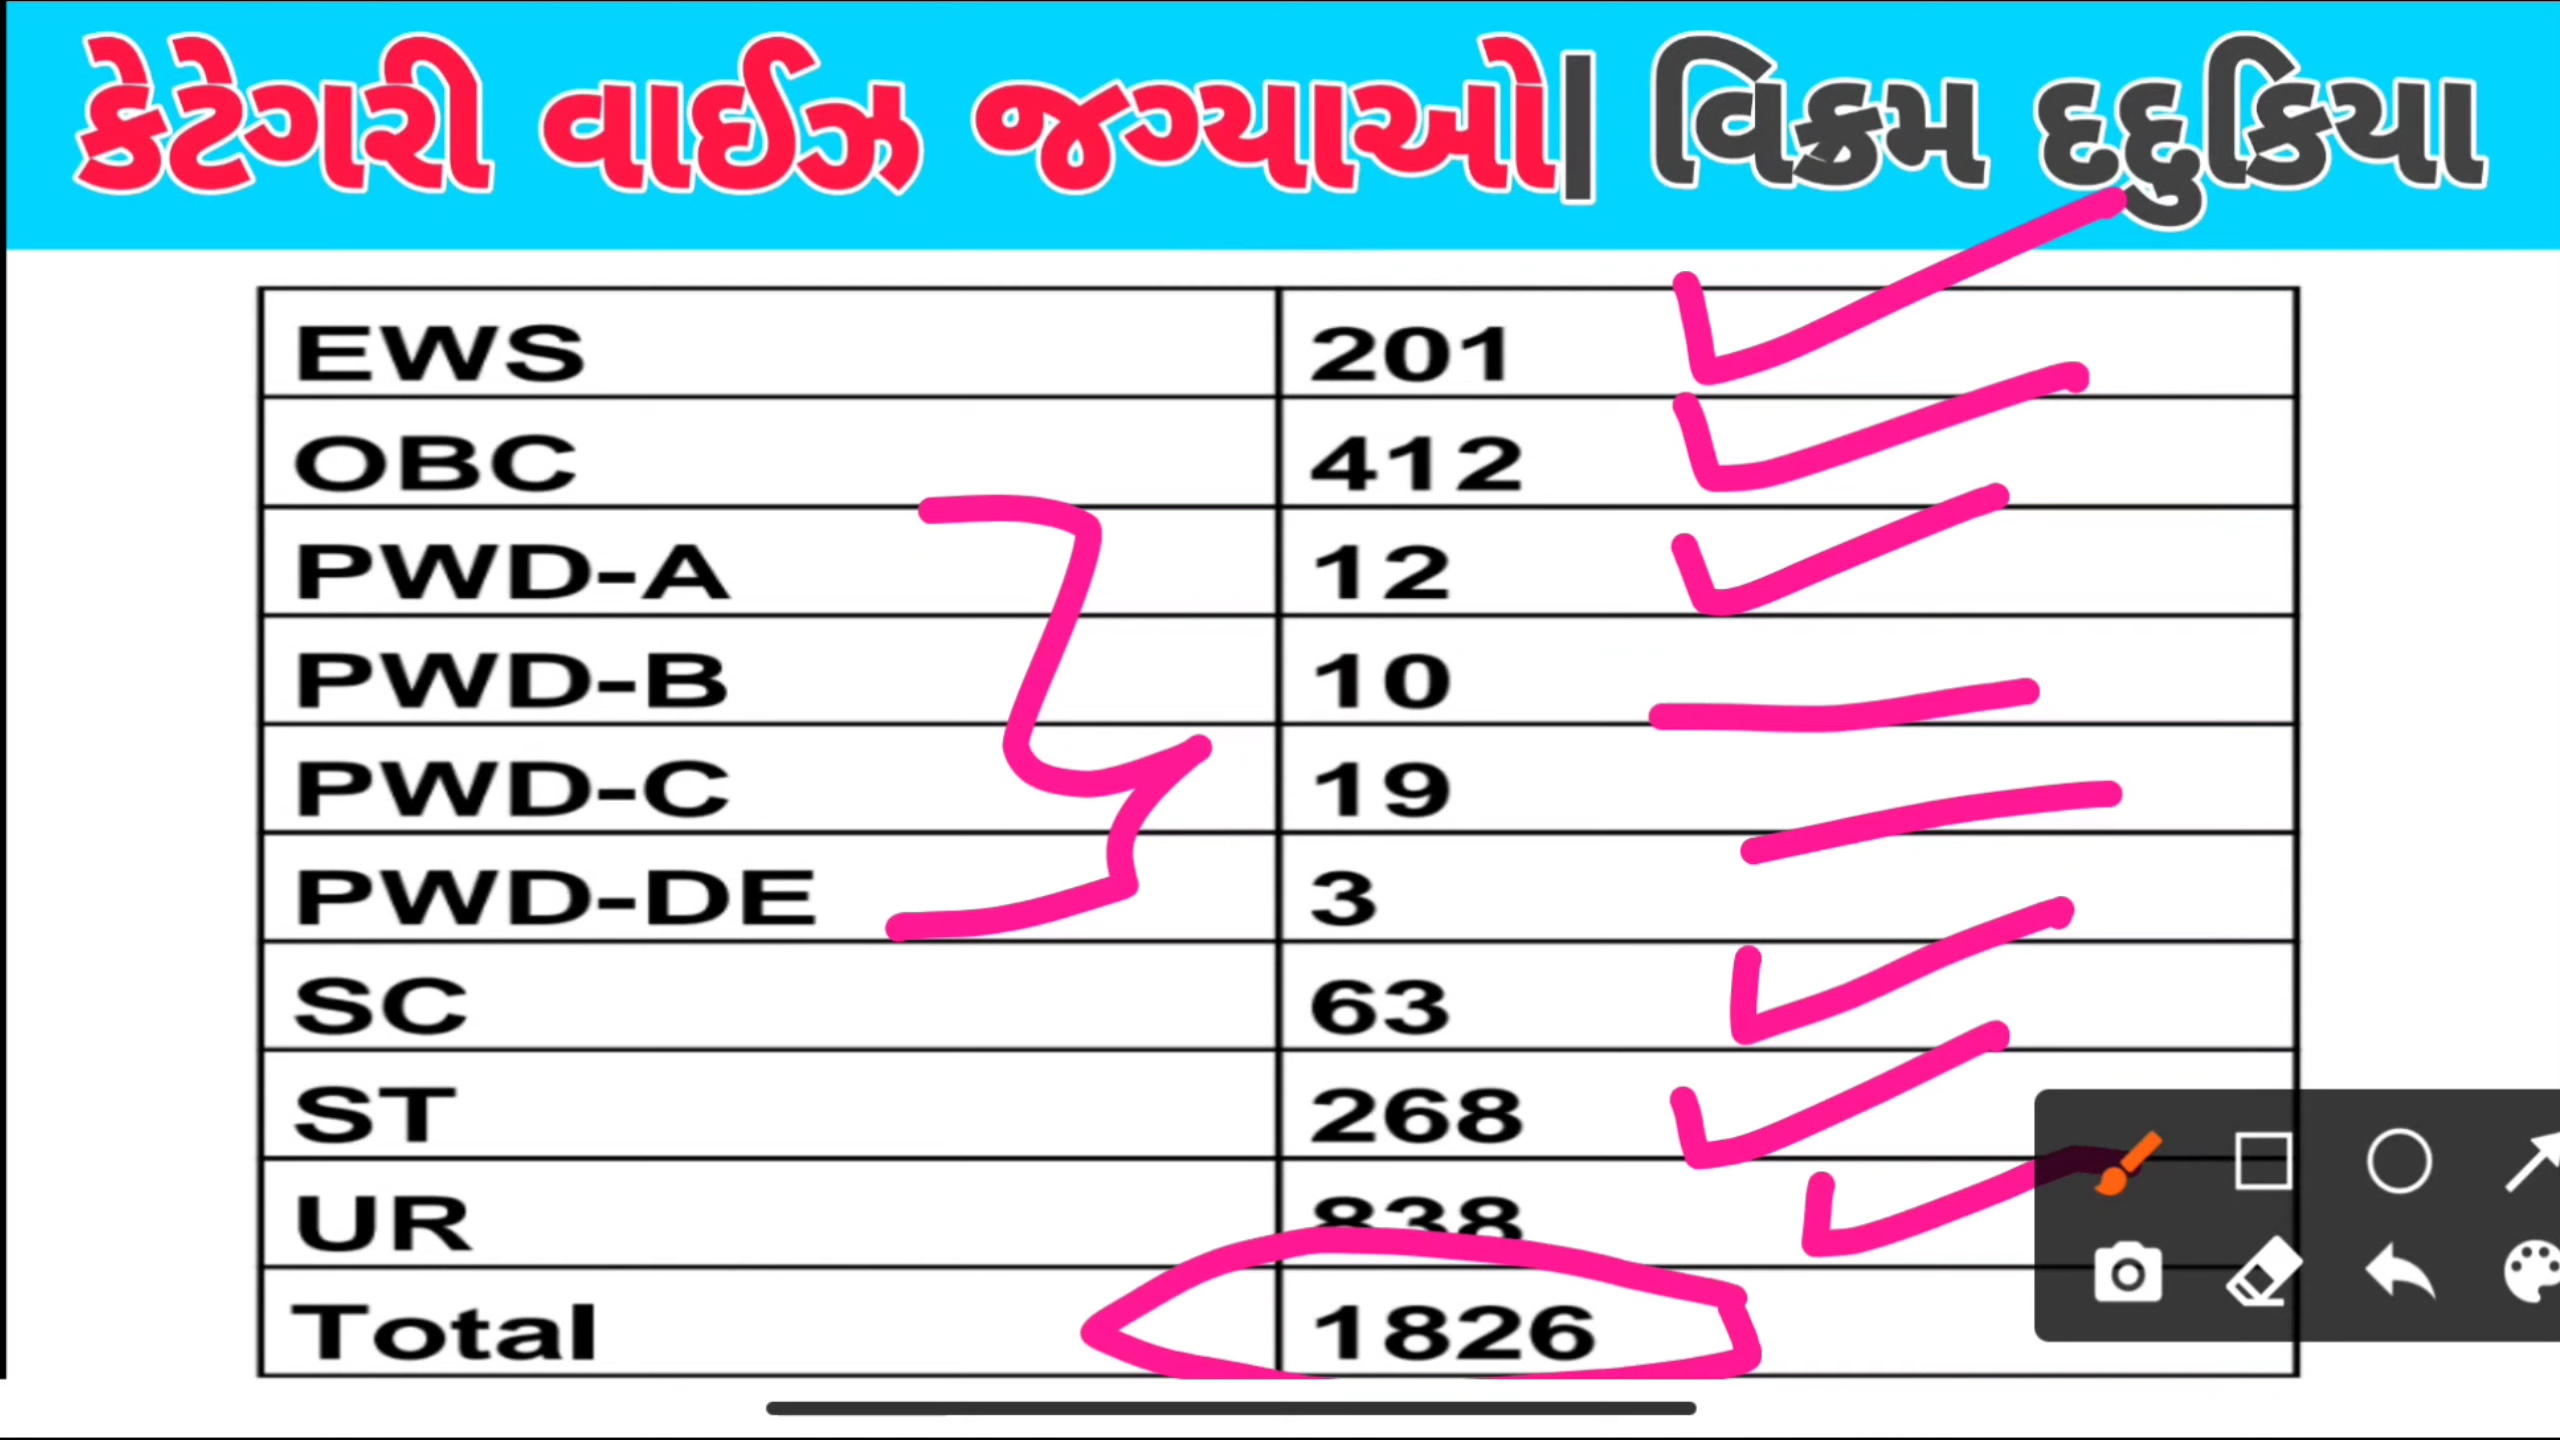 કેટેગરી વાઈઝ જગ્યાઓ| વિક્રમ દદુકિયા
EWS 201
OBC 412
PWD-A 12
PWD-B 10
PWD-C 19
PWD-DE 3
SC 63
ST 268
UR 838
Total 1826